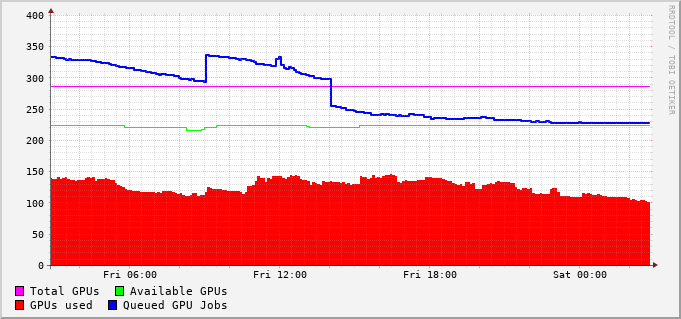 400
350
300
250
200
150
100
50
0
Fri 06:00 Fri 12:00 Fri 18:00 Sat 00:00
Total GPUs Available GPUs
GPUs used Queued GPU Jobs
RRDTOOL / TOBI OETIKER